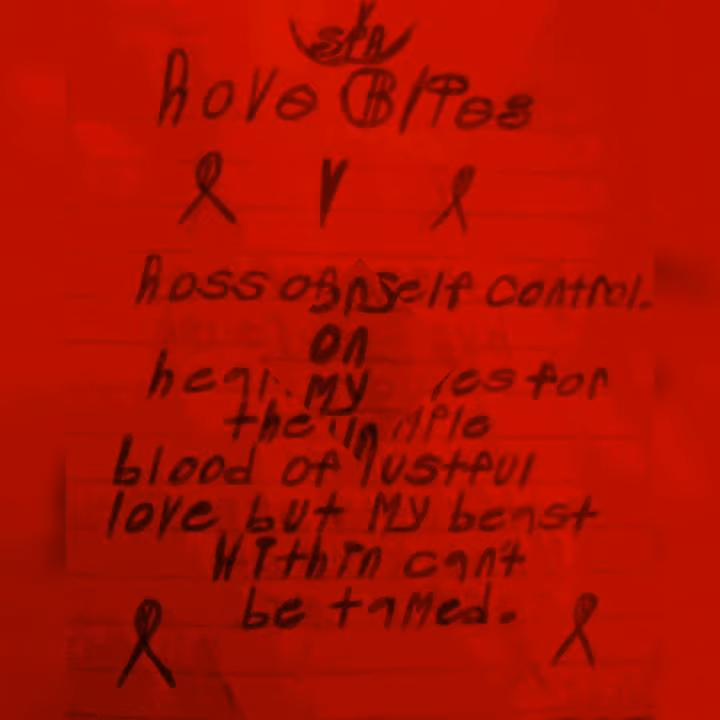 Love BITes
Loss of self control.
on
My for
the
blood of lustful
love but My beast
WIthin can't
be taMed.